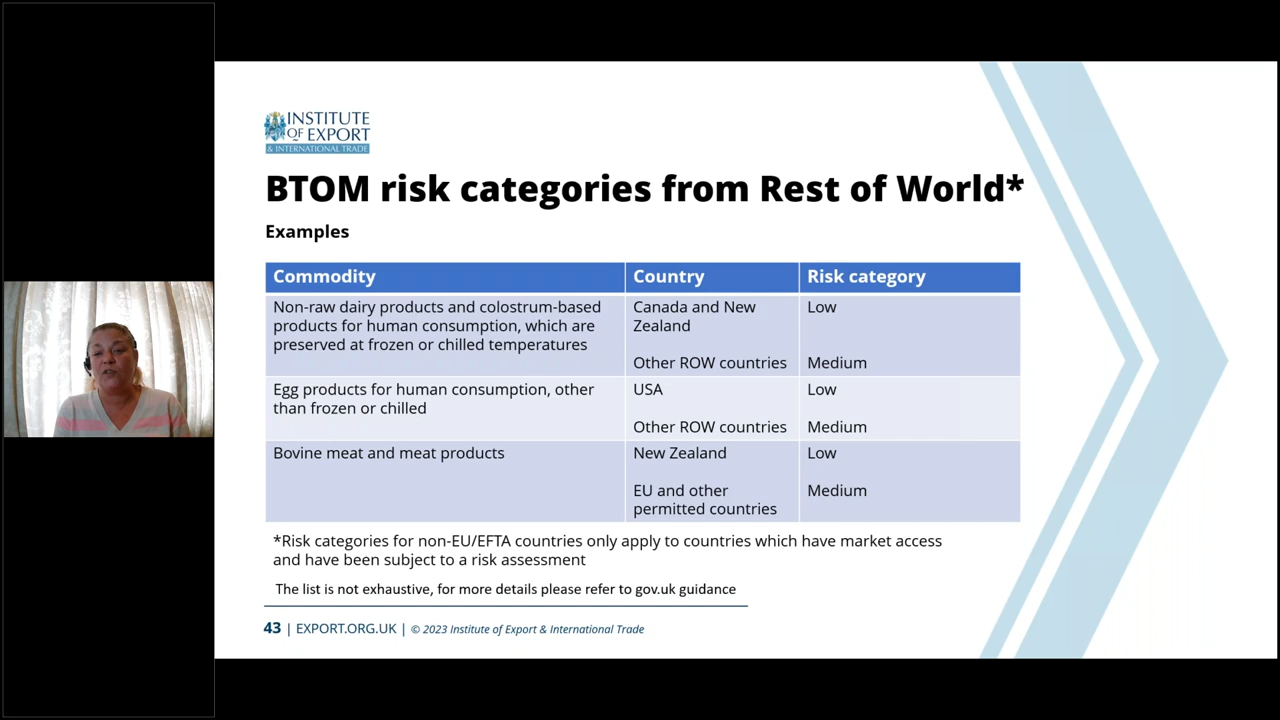 INSTITUTE
OF EXPORT
& INTERNATIONAL TRADE
BTOM risk categories from Rest of World*
Examples
Commodity
Country
Risk category
Non-raw dairy products and colostrum-based
products for human consumption, which are
preserved at frozen or chilled temperatures
Canada and New
Zealand
Low
Other ROW countries
Medium
Egg products for human consumption, other
than frozen or chilled
USA
Low
Other ROW countries
Medium
Bovine meat and meat products
New Zealand
Low
EU and other
permitted countries
Medium
*Risk categories for non-EU/EFTA countries only apply to countries which have market access
and have been subject to a risk assessment
The list is not exhaustive, for more details please refer to gov.uk guidance
43 | EXPORT.ORG.UK | © 2023 Institute of Export & International Trade